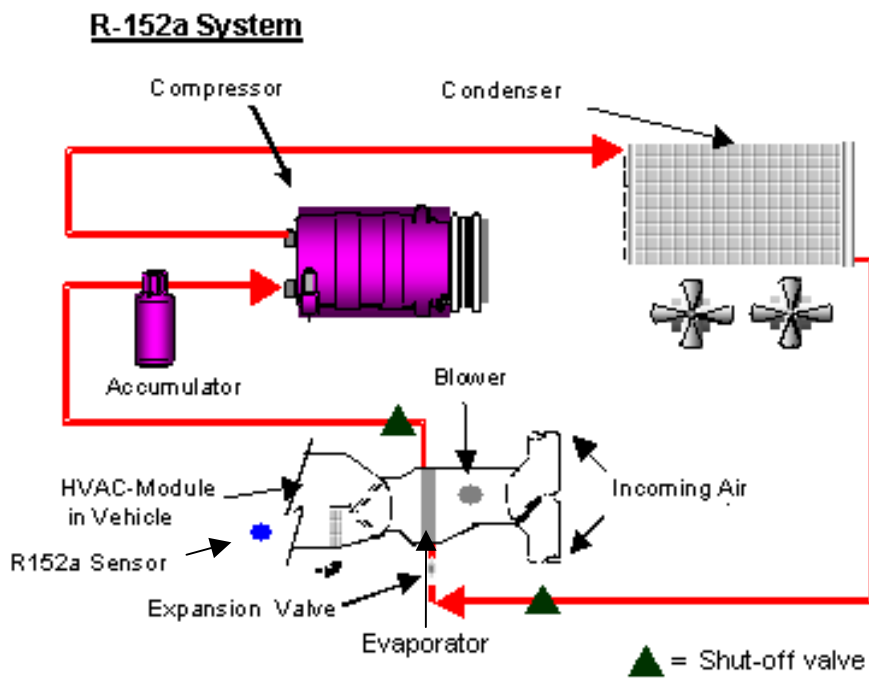 R-152a System
Compressor
Condenser
Accumulator
Blower
HVAC-Module
in Vehicle
Incoming Air
R152a Sensor
Expansion Valve
Evaporator
= Shut-off valve